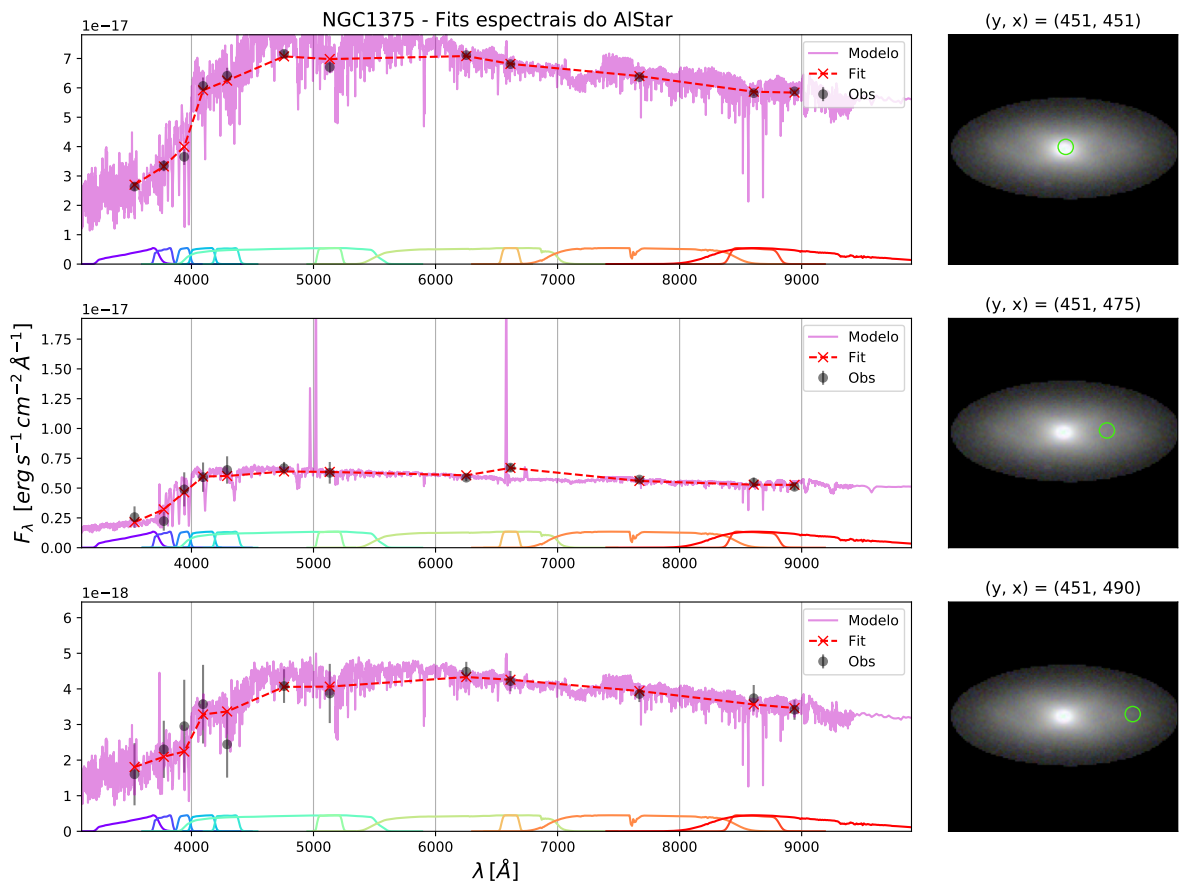 NGC1375 - Fits espectrais do AlStar
1e−17
7
6
5
4
3
2
1
0
4000 5000 6000 7000 8000 9000
Modelo
Fit
Obs
(y, x) = (451, 451)
1e−17
1.75
1.50
1.25
1.00
0.75
0.50
0.25
0.00
4000 5000 6000 7000 8000 9000
Modelo
Fit
Obs
(y, x) = (451, 475)
F_λ [erg s⁻¹ cm⁻² Å⁻¹]
1e−18
6
5
4
3
2
1
0
4000 5000 6000 7000 8000 9000
Modelo
Fit
Obs
(y, x) = (451, 490)
λ [Å]